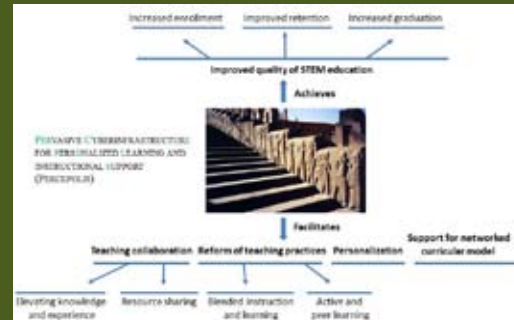 Increased enrollment
Improved retention
Increased graduation
Improved quality of STEM education
Achieves
PERVASIVE CYBERINFRASTRUCTURE
FOR PERSONALIZED LEARNING AND
INSTRUCTIONAL SUPPORT
(PERCEPOLIS)
Facilitates
Teaching collaboration
Reform of teaching practices
Personalization
Support for networked
curricular model
Elevating knowledge
and experience
Resource sharing
Blended instruction
and learning
Active and
peer learning